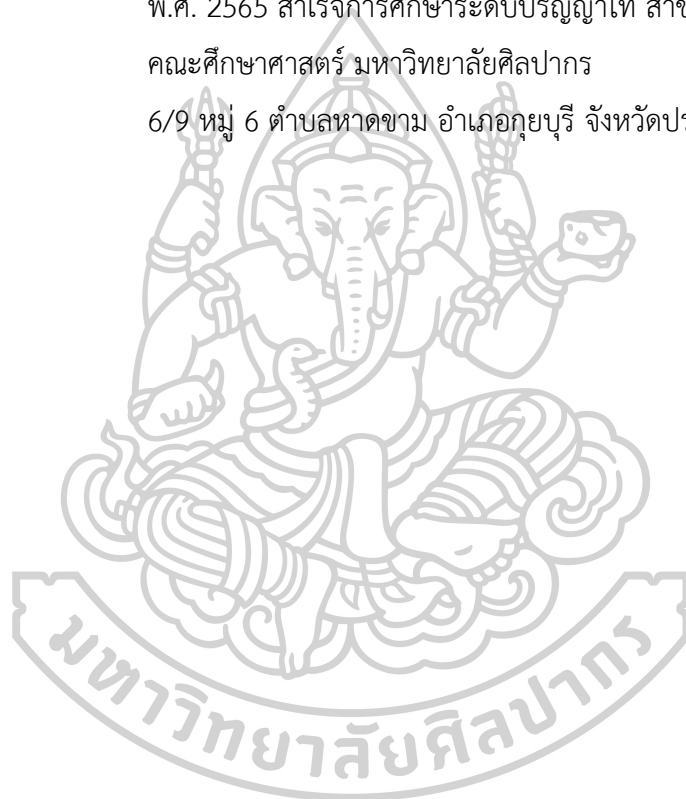 พ.ศ. 2565 สำเร็จการศึกษาระดับปริญญาโท
คณะศึกษาศาสตร์ มหาวิทยาลัยศิลปากร
6/9 หมู่ 6 ตำบลหาดขาม อำเภอกุยบุรี
มหาวิทยาลัยศิลปากร